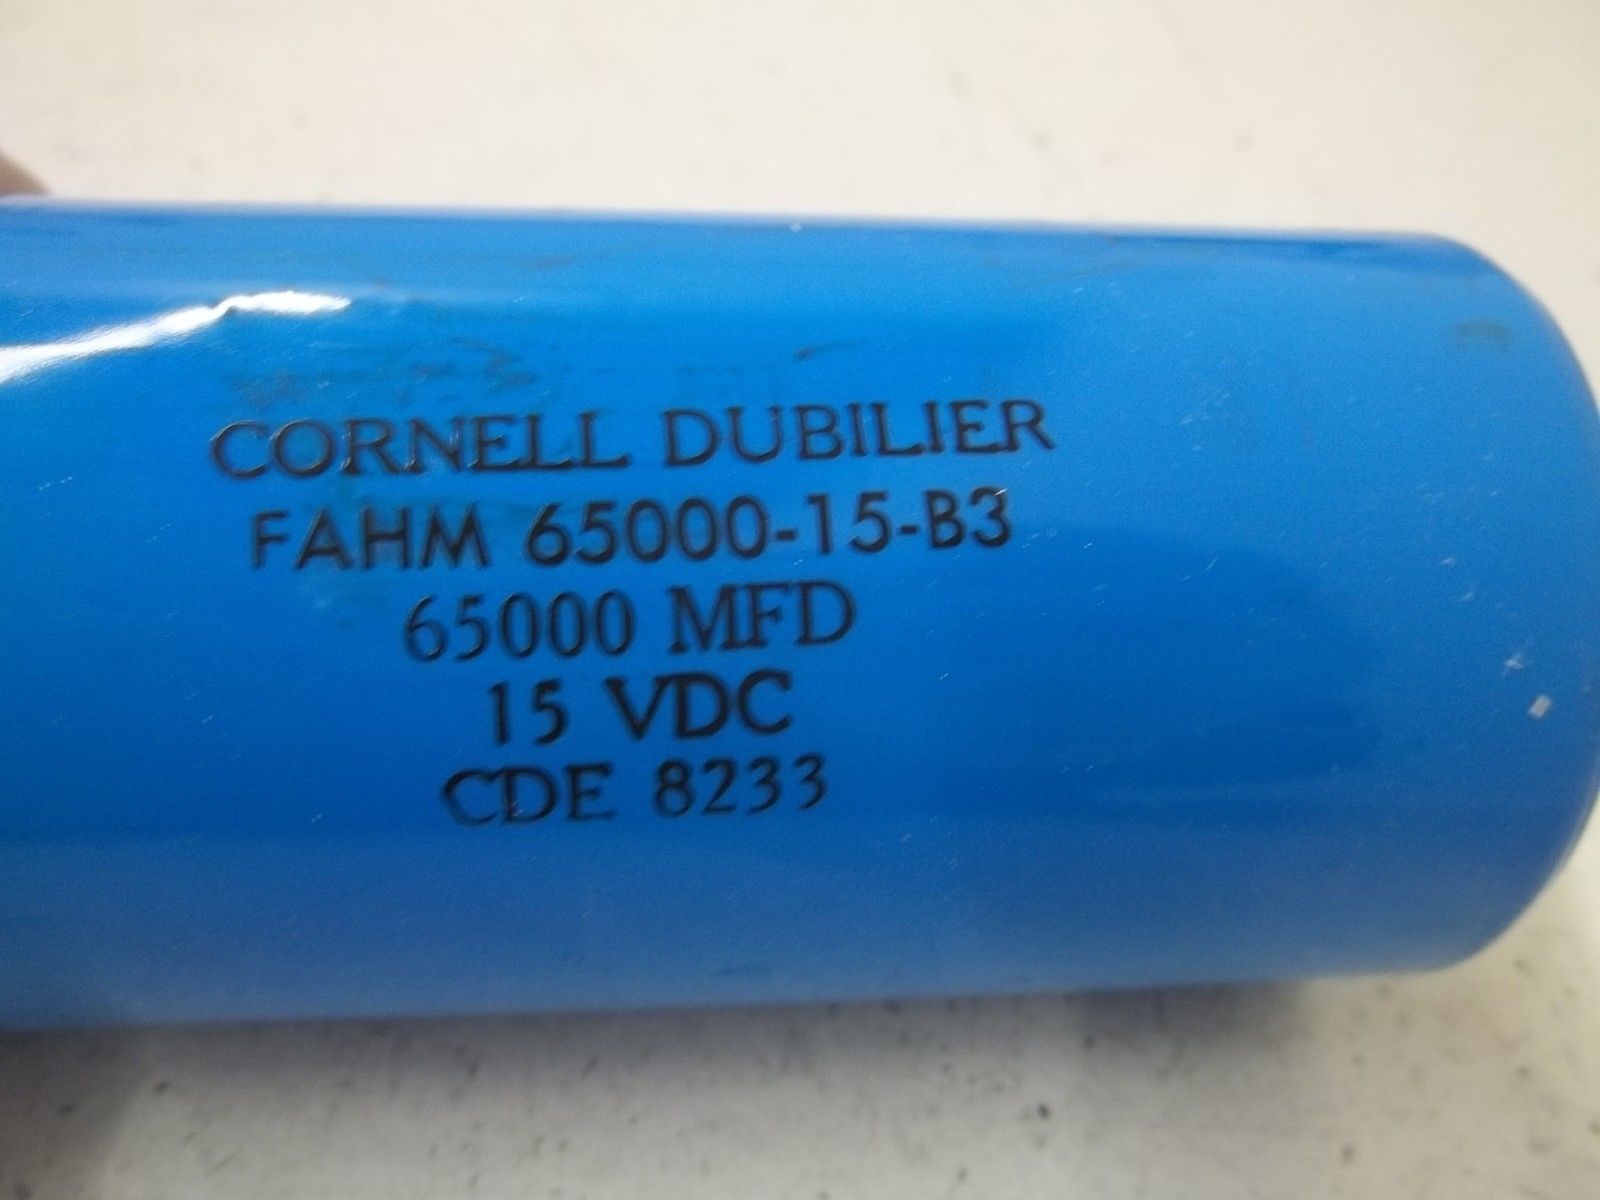 CORNELL DUBILIER
FAHM 65000-15-B3
65000 MFD
15 VDC
CDE 8233